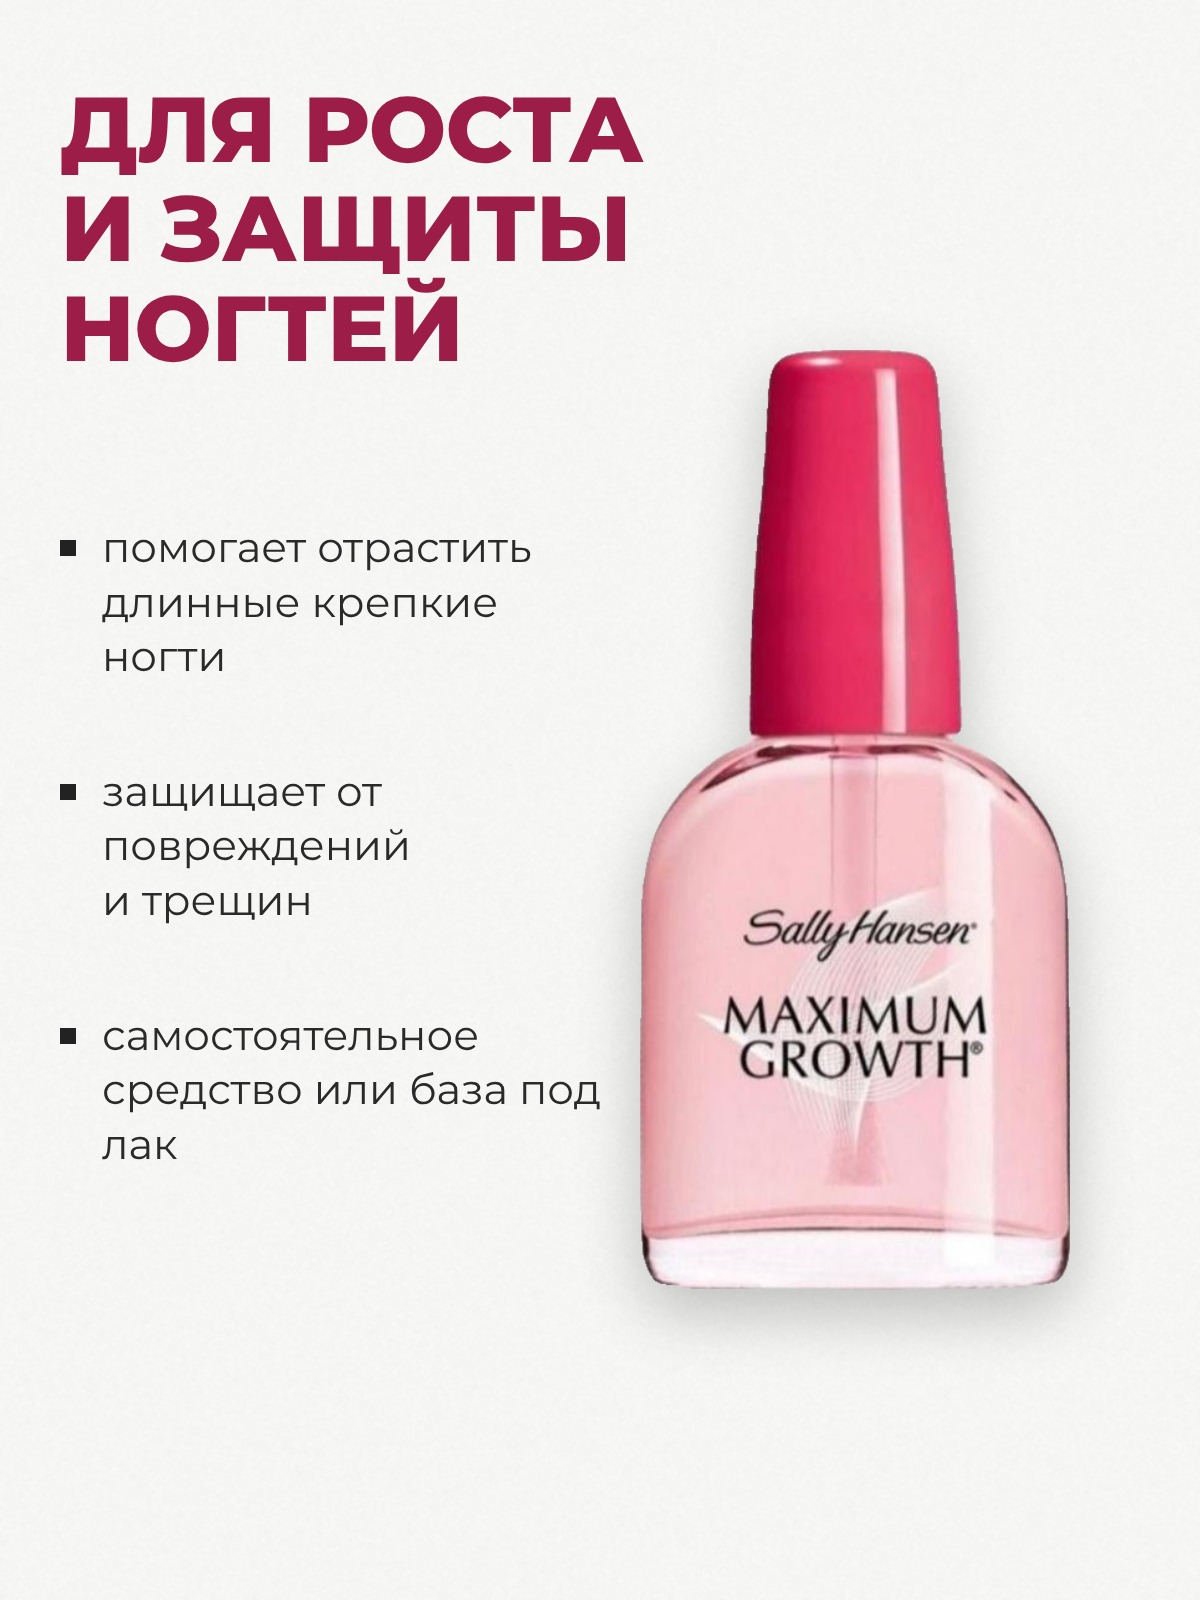 ДЛЯ РОСТА
И ЗАЩИТЫ
НОГТЕЙ
помогает отрастить
длинные крепкие
ногти
защищает от
повреждений
и трещин
самостоятельное
средство или база под
лак
Sally Hansen®
MAXIMUM
GROWTH®